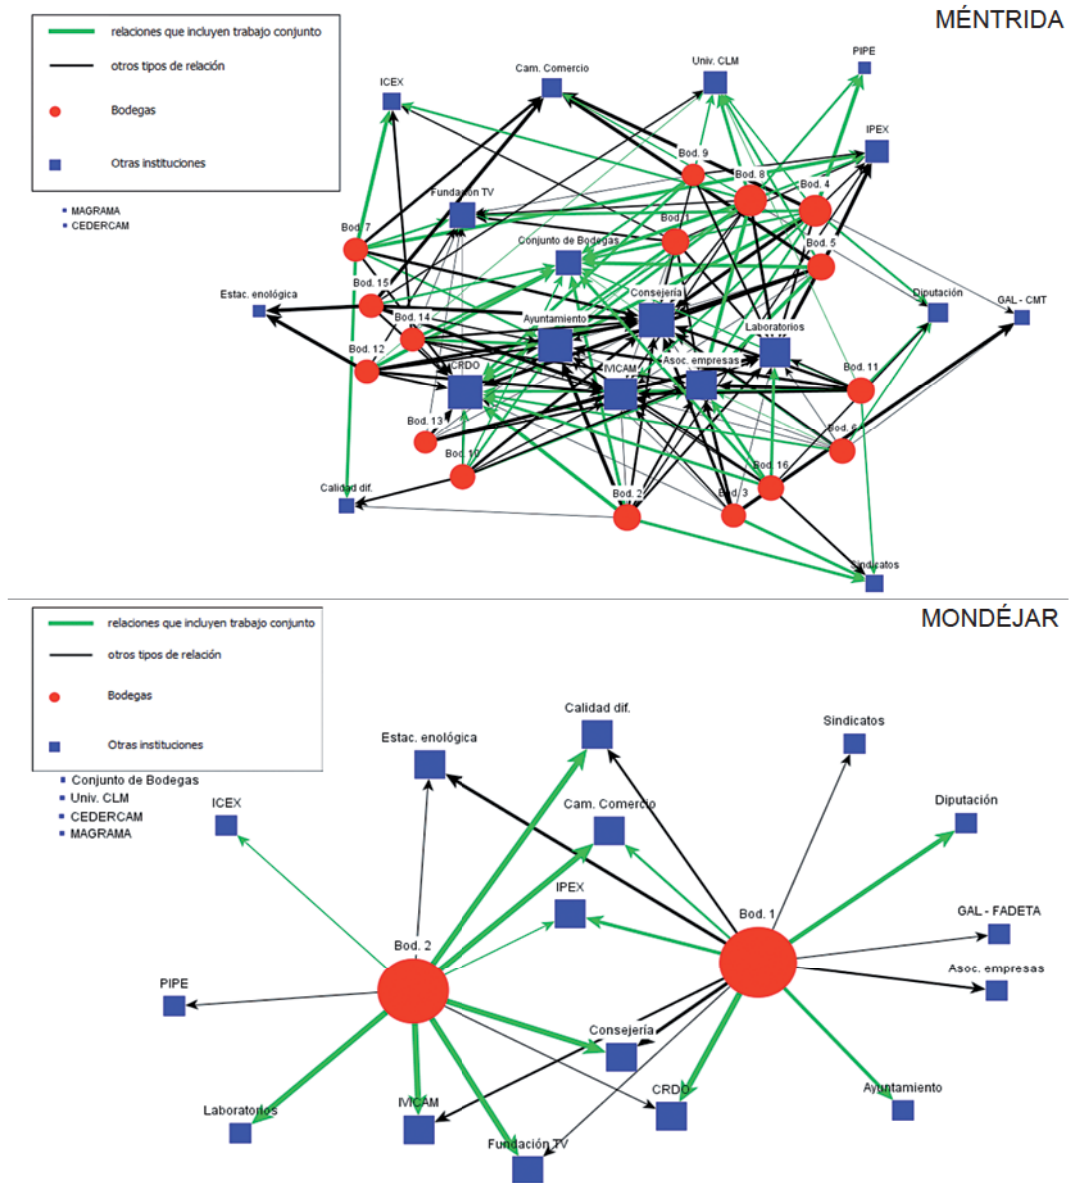 MÉNTRIDA
relaciones que incluyen trabajo conjunto
otros tipos de relación
Bodegas
Otras instituciones
MAGRAMA
CEDERCAM
PIPE
Univ. CLM
Cam. Comercio
ICEX
IPEX
Bod. 9
Bod. 8
Bod. 4
Fundación TV
Bod. 7
Bod. 1
Conjunto de Bodegas
Bod. 5
Bod. 15
Estac. enológica
Consejería
Diputación
GAL - CMT
Bod. 14
Ayuntamiento
Laboratorios
Bod. 12
CRDO
IVICAM
Asoc. empresas
Bod. 11
Bod. 13
Bod. 6
Bod. 10
Bod. 16
Calidad dif.
Bod. 2
Bod. 3
Sindicatos
MONDÉJAR
relaciones que incluyen trabajo conjunto
otros tipos de relación
Bodegas
Otras instituciones
Conjunto de Bodegas
Univ. CLM
CEDERCAM
MAGRAMA
Calidad dif.
Sindicatos
Estac. enológica
ICEX
Cam. Comercio
Diputación
IPEX
Bod. 1
GAL - FADETA
Bod. 2
Asoc. empresas
PIPE
Consejería
CRDO
Ayuntamiento
Laboratorios
IVICAM
Fundación TV